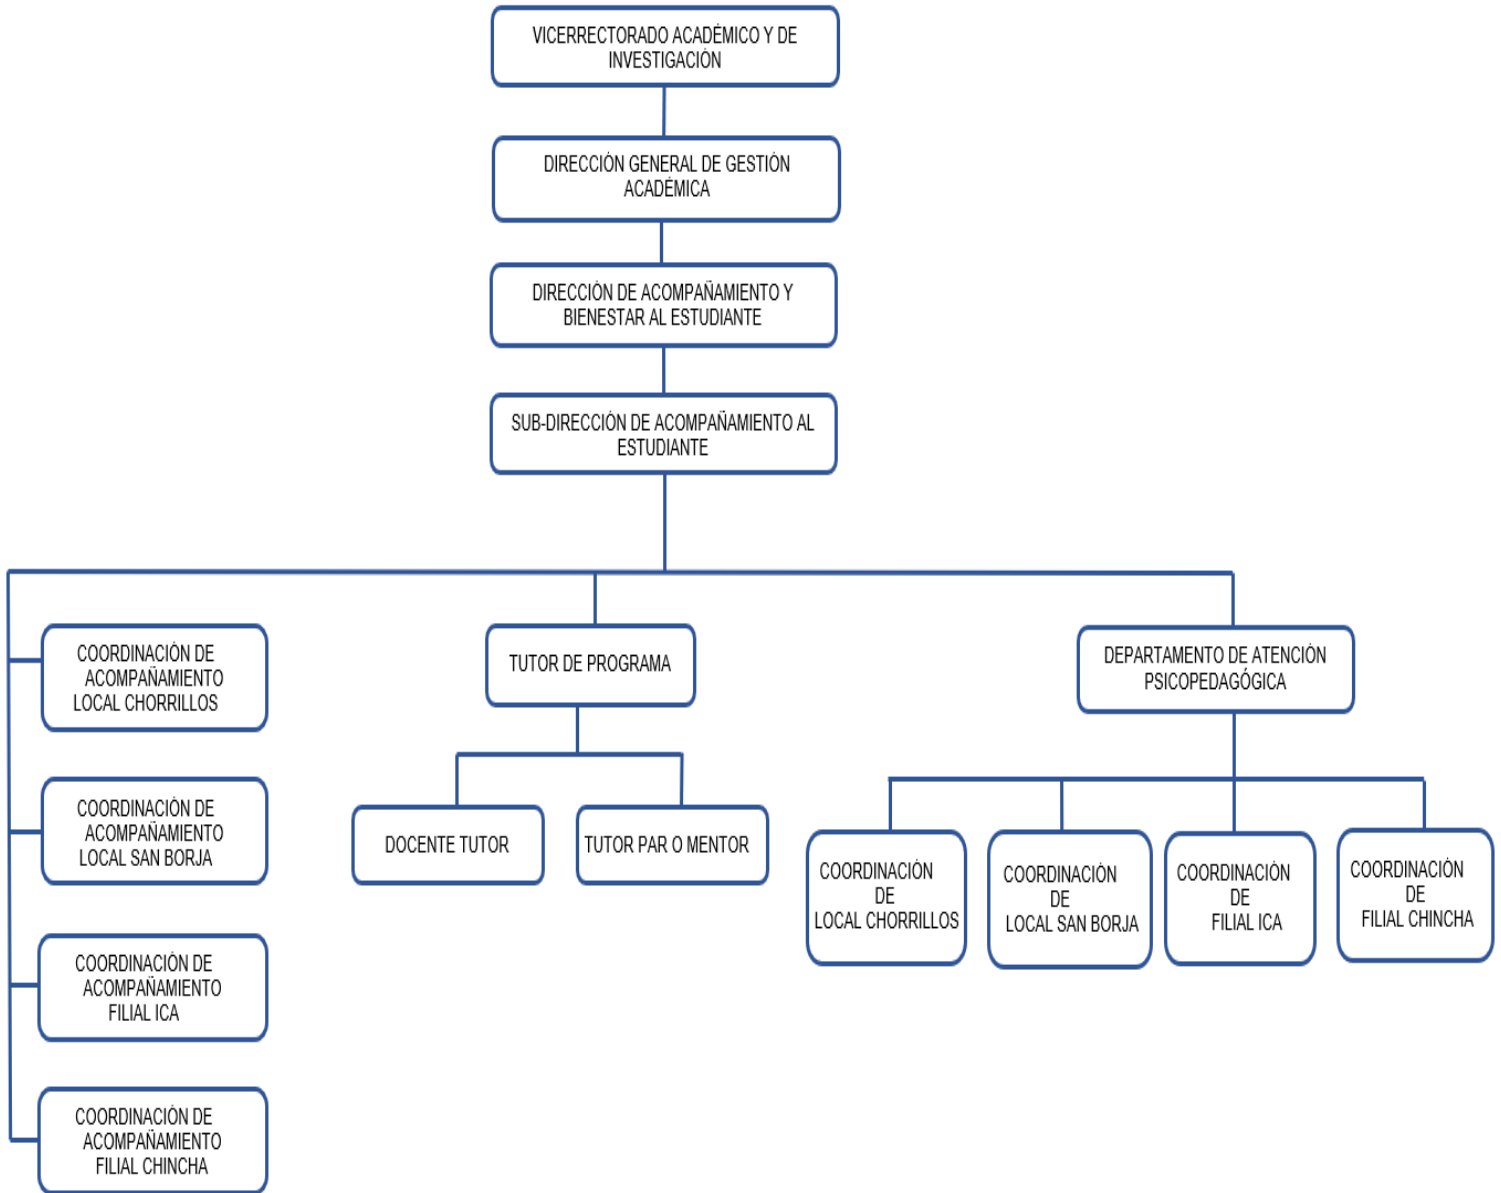 VICERRECTORADO ACADÉMICO Y DE
INVESTIGACIÓN
DIRECCIÓN GENERAL DE GESTIÓN
ACADÉMICA
DIRECCIÓN DE ACOMPAÑAMIENTO Y
BIENESTAR AL ESTUDIANTE
SUB-DIRECCIÓN DE ACOMPAÑAMIENTO AL
ESTUDIANTE
COORDINACIÓN DE
ACOMPAÑAMIENTO
LOCAL CHORRILLOS
COORDINACIÓN DE
ACOMPAÑAMIENTO
LOCAL SAN BORJA
COORDINACIÓN DE
ACOMPAÑAMIENTO
FILIAL ICA
COORDINACIÓN DE
ACOMPAÑAMIENTO
FILIAL CHINCHA
TUTOR DE PROGRAMA
DOCENTE TUTOR
TUTOR PAR O MENTOR
DEPARTAMENTO DE ATENCIÓN
PSICOPEDAGÓGICA
COORDINACIÓN
DE
LOCAL CHORRILLOS
COORDINACIÓN
DE
LOCAL SAN BORJA
COORDINACIÓN
DE
FILIAL ICA
COORDINACIÓN
DE
FILIAL CHINCHA